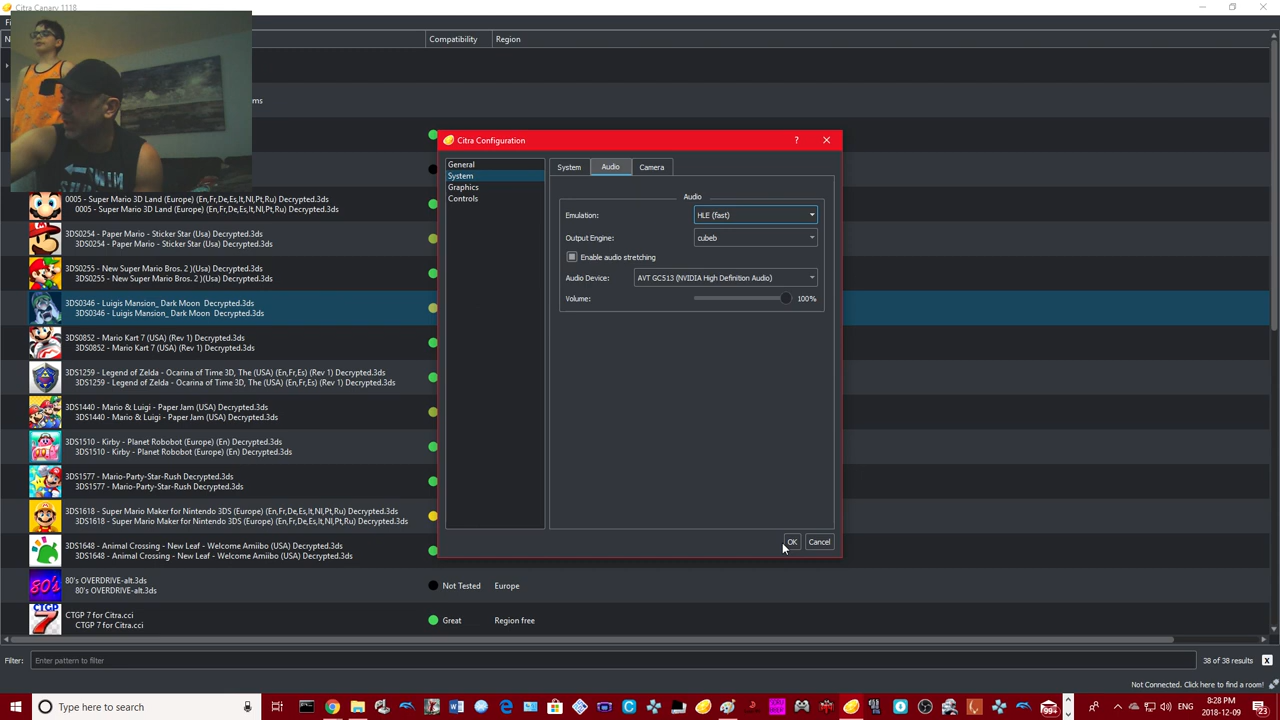 Citra Canary 1118
Compatibility
Region
ms
Citra Configuration
?
General
System
Graphics
Controls
System
Audio
Camera
Audio
Emulation:
HLE (fast)
Output Engine:
cubeb
Enable audio stretching
Audio Device:
AVT GC513 (NVIDIA High Definition Audio)
Volume:
100%
OK
Cancel
0005 - Super Mario 3D Land (Europe) (En,Fr,De,Es,It,Nl,Pt,Ru) Decrypted.3ds
0005 - Super Mario 3D Land (Europe) (En,Fr,De,Es,It,Nl,Pt,Ru) Decrypted.3ds
3DS0254 - Paper Mario - Sticker Star Decrypted.3ds
3DS0254 - Paper Mario - Sticker Star Decrypted.3ds
3DS0255 - New Super Mario Bros. 2 )(Usa) Decrypted.3ds
3DS0255 - New Super Mario Bros. 2 )(Usa) Decrypted.3ds
3DS0346 - Luigis Mansion_ Dark Moon  Decrypted.3ds
3DS0346 - Luigis Mansion_ Dark Moon  Decrypted.3ds
3DS0852 - Mario Kart 7 (USA) (Rev 1) Decrypted.3ds
3DS0852 - Mario Kart 7 (USA) (Rev 1) Decrypted.3ds
3DS1259 - Legend of Zelda - Ocarina of Time 3D, The (USA) (En,Fr,Es) (Rev 1) Decrypted.3ds
3DS1259 - Legend of Zelda - Ocarina of Time 3D, The (USA) (En,Fr,Es) (Rev 1) Decrypted.3ds
3DS1440 - Mario & Luigi - Paper Jam (USA) Decrypted.3ds
3DS1440 - Mario & Luigi - Paper Jam (USA) Decrypted.3ds
3DS1510 - Kirby - Planet Robobot (Europe) (En) Decrypted.3ds
3DS1510 - Kirby - Planet Robobot (Europe) (En) Decrypted.3ds
3DS1577 - Mario-Party-Star-Rush Decrypted.3ds
3DS1577 - Mario-Party-Star-Rush Decrypted.3ds
3DS1618 - Super Mario Maker for Nintendo 3DS (Europe) (En,Fr,De,Es,It,Nl,Pt,Ru) Decrypted.3ds
3DS1618 - Super Mario Maker for Nintendo 3DS (Europe) (En,Fr,De,Es,It,Nl,Pt,Ru) Decrypted.3ds
3DS1648 - Animal Crossing - New Leaf - Welcome Amiibo (USA) Decrypted.3ds
3DS1648 - Animal Crossing - New Leaf - Welcome Amiibo (USA) Decrypted.3ds
80's OVERDRIVE-alt.3ds
80's OVERDRIVE-alt.3ds
Not Tested
Europe
CTGP 7 for Citra.cci
CTGP 7 for Citra.cci
Great
Region free
Filter:
Enter pattern to filter
38 of 38 results
X
Not Connected. Click here to find a room!
Type here to search
99+
ENG
8:28 PM
2018-12-09
23